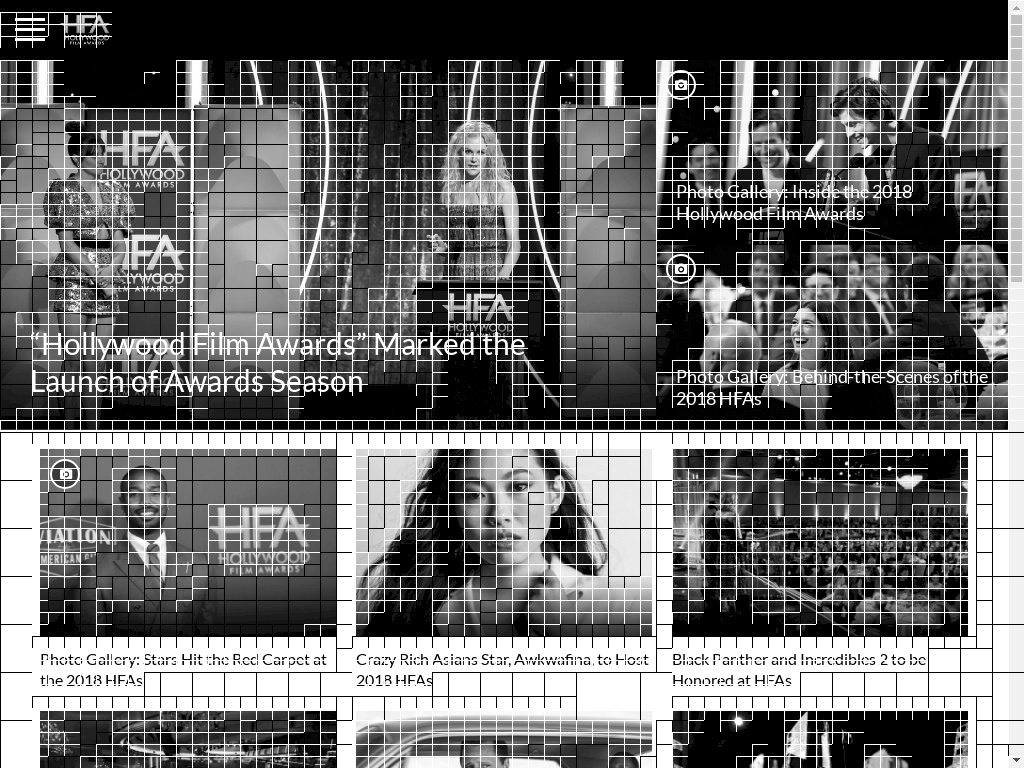 HFA
HOLLYWOOD
FILM AWARDS
HFA
HOLLYWOOD
FILM AWARDS
HFA
HFA
HOLLYWOOD
“Hollywood Film Awards” Marked the
Launch of Awards Season
Photo Gallery: Inside the 2018
Hollywood Film Awards
Photo Gallery: Behind-the-Scenes of the
2018 HFAs
VIATION
MERICAN
HFA
HOLLYWOOD
FILM AWARDS
Photo Gallery: Stars Hit the Red Carpet at
the 2018 HFAs
Crazy Rich Asians Star, Awkwafina, to Host
2018 HFAs
Black Panther and Incredibles 2 to be
Honored at HFAs